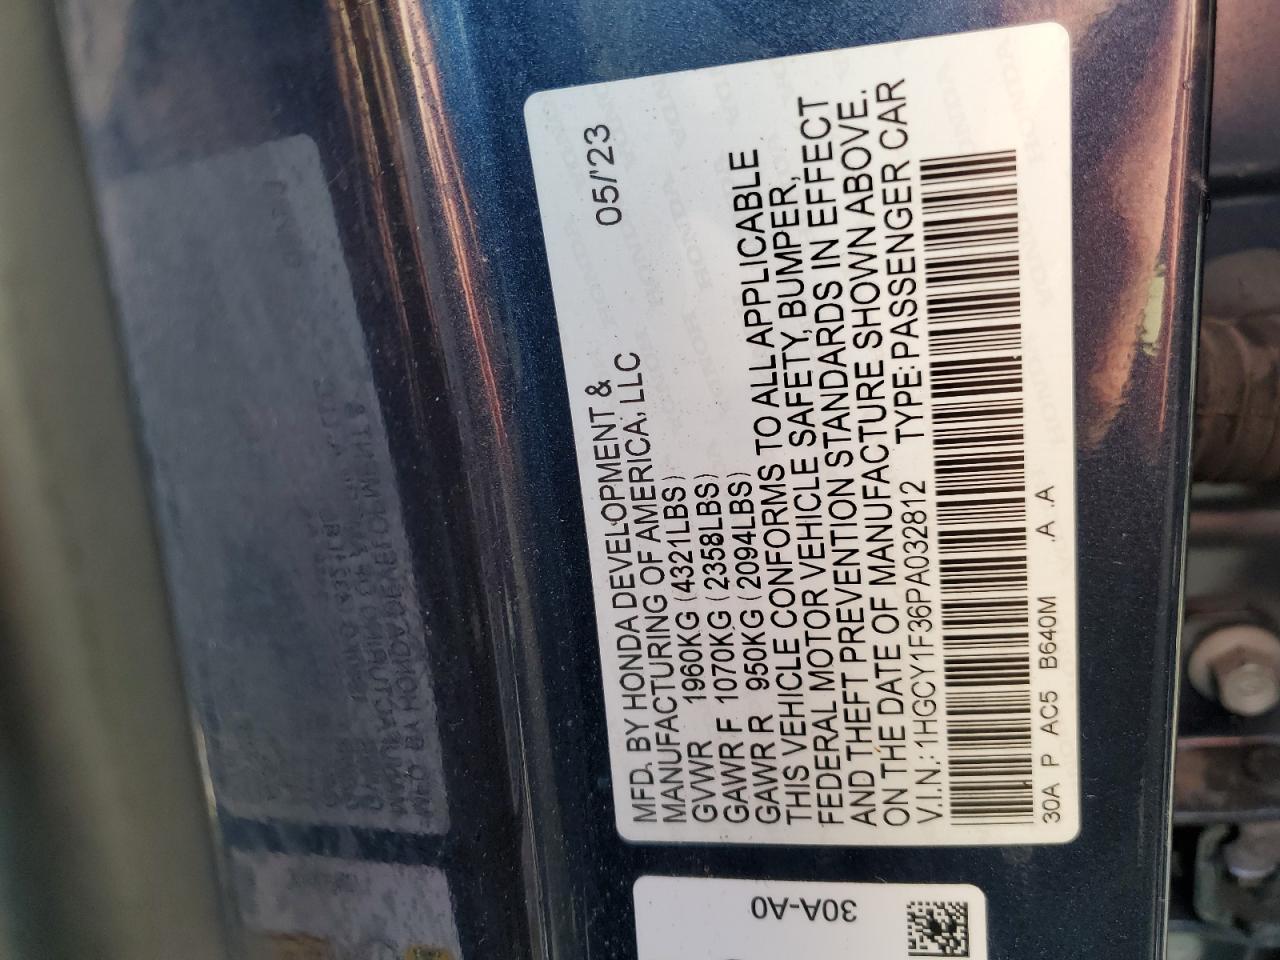 MFD. BY HONDA DEVELOPMENT &
MANUFACTURING OF AMERICA, LLC 05/'23
GVWR 1960KG (4321LBS)
GAWR F 1070KG (2358LBS)
GAWR R 950KG (2094LBS)
THIS VEHICLE CONFORMS TO ALL APPLICABLE
FEDERAL MOTOR VEHICLE SAFETY, BUMPER,
AND THEFT PREVENTION STANDARDS IN EFFECT
ON THE DATE OF MANUFACTURE SHOWN ABOVE.
V.I.N.: 1HGCY1F36PA032812 TYPE: PASSENGER CAR
30A P AC5 B640M .A .A
30A-A0